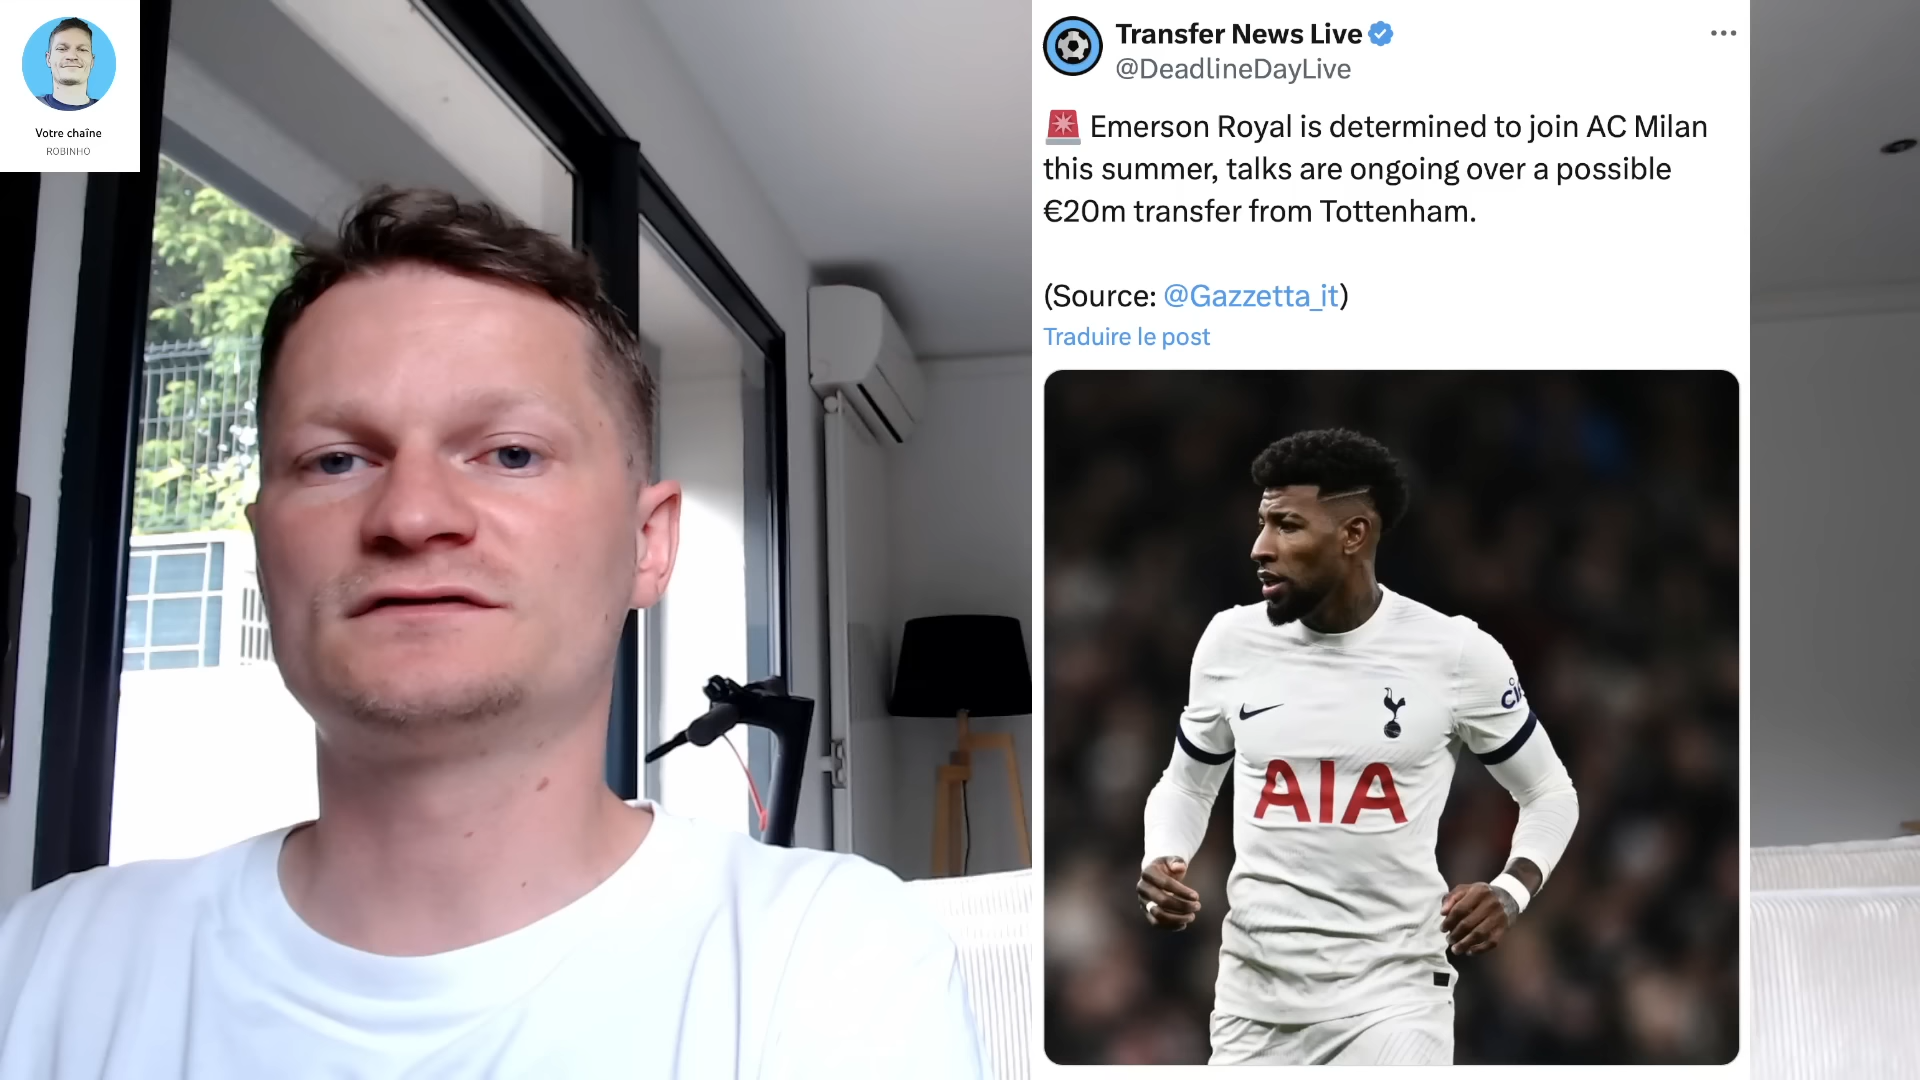 Votre chaîne
ROBINHO
Transfer News Live
@DeadlineDayLive
🚨 Emerson Royal is determined to join AC Milan
this summer, talks are ongoing over a possible
€20m transfer from Tottenham.
(Source: @Gazzetta_it)
Traduire le post
AIA